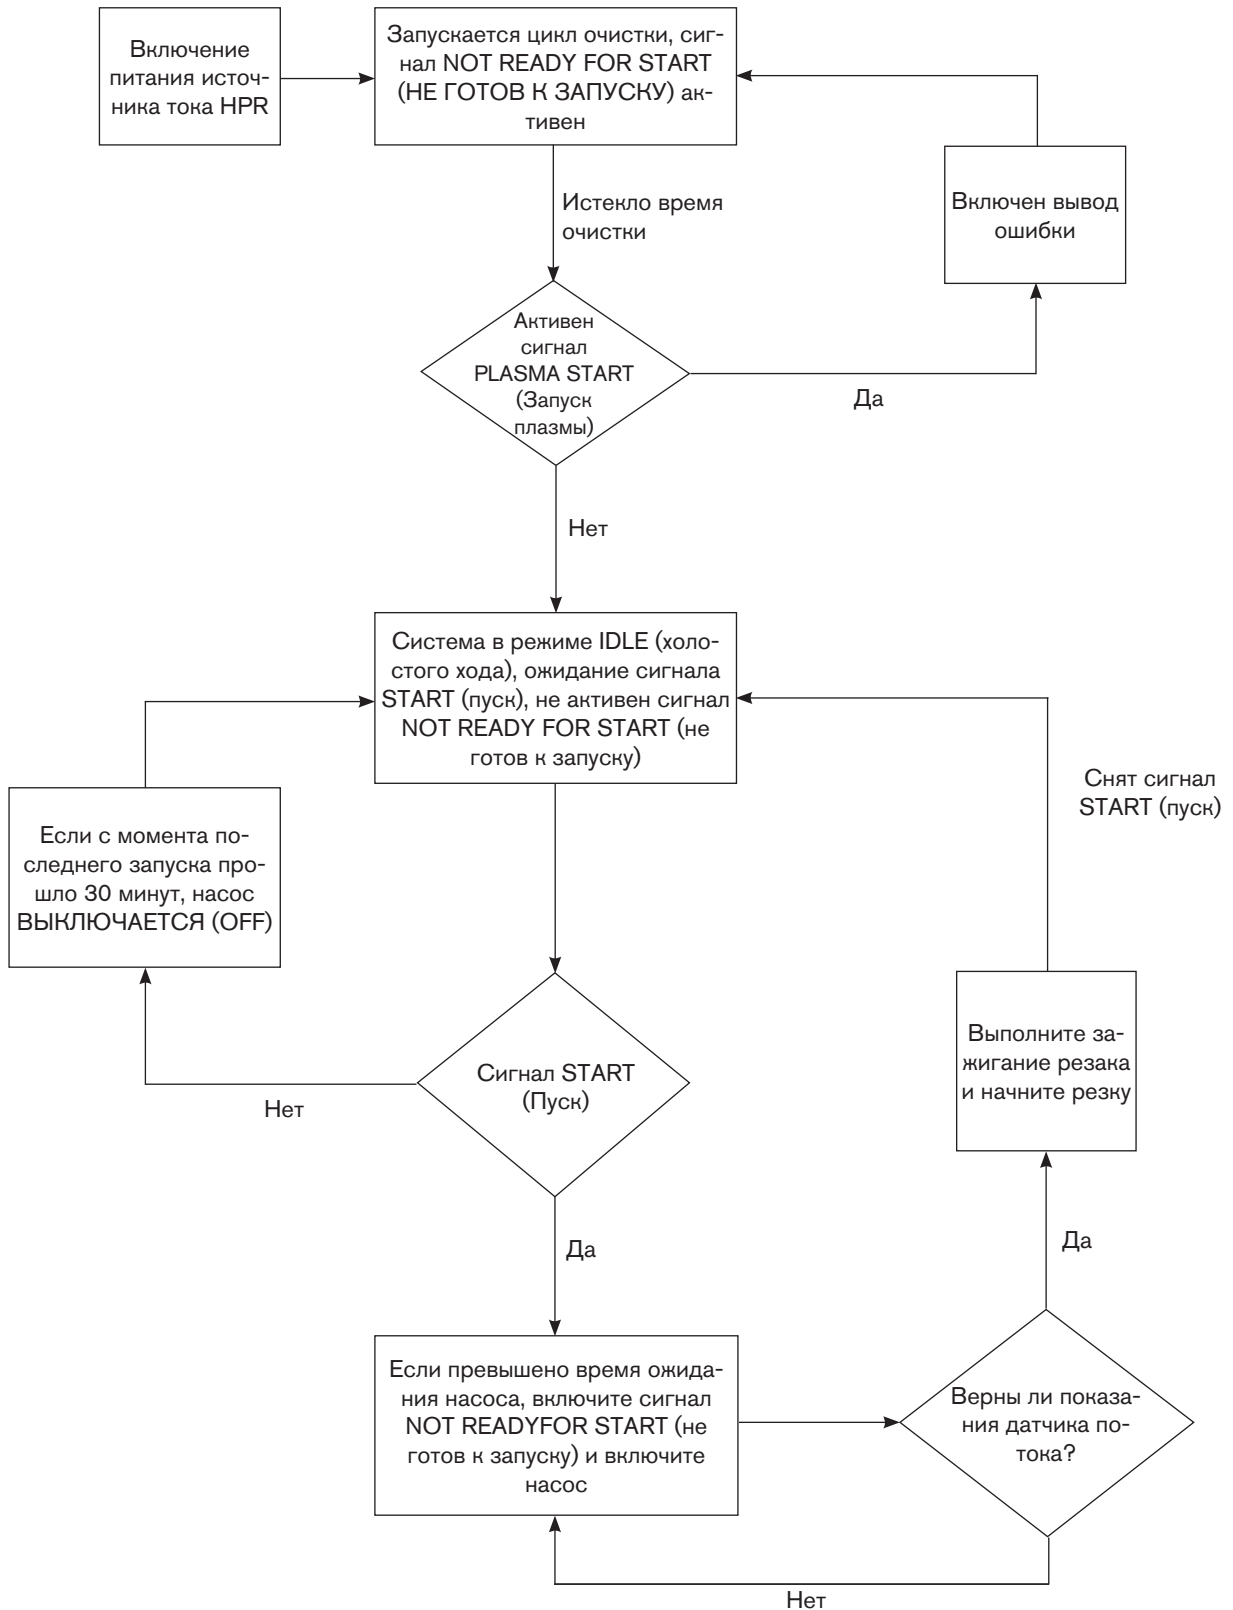 Включение
питания источ-
ника тока HPR
Запускается цикл очистки, сиг-
нал NOT READY FOR START
(НЕ ГОТОВ К ЗАПУСКУ) ак-
тивен
Включен вывод
ошибки
Истекло время
очистки
Активен
сигнал
PLASMA START
(Запуск
плазмы)
Да
Нет
Система в режиме IDLE (холо-
стого хода), ожидание сигнала
START (пуск), не активен сигнал
NOT READY FOR START (не
готов к запуску)
Снят сигнал
START (пуск)
Если с момента по-
следнего запуска про-
шло 30 минут, насос
ВЫКЛЮЧАЕТСЯ (OFF)
Сигнал START
(Пуск)
Нет
Выполните за-
жигание резака
и начните резку
Да
Да
Если превышено время ожида-
ния насоса, включите сигнал
NOT READYFOR START (не
готов к запуску) и включите
насос
Верны ли показа-
ния датчика по-
тока?
Нет